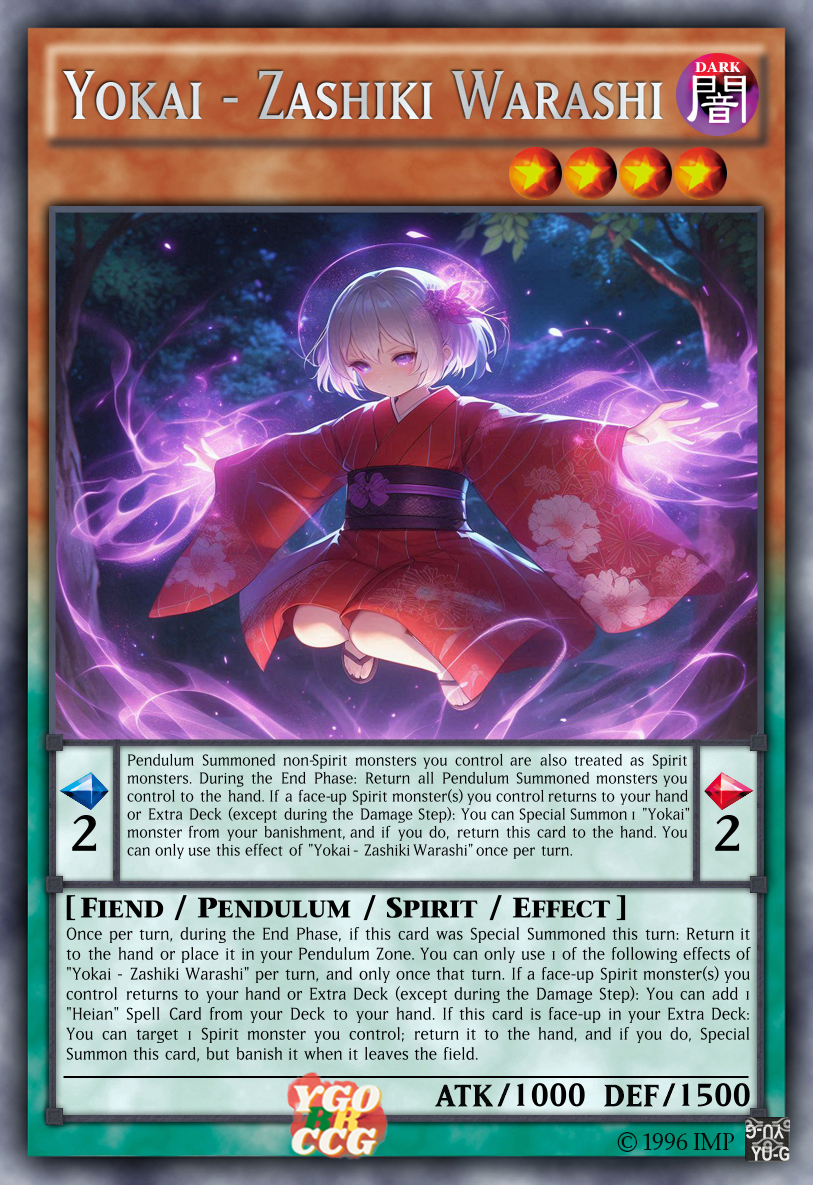 Yokai - Zashiki Warashi
DARK
闇
Pendulum Summoned non-Spirit monsters you control are also treated as Spirit
monsters. During the End Phase: Return all Pendulum Summoned monsters you
control to the hand. If a face-up Spirit monster(s) you control returns to your hand
or Extra Deck (except during the Damage Step): You can Special Summon 1 "Yokai"
monster from your banishment, and if you do, return this card to the hand. You
can only use this effect of "Yokai - Zashiki Warashi" once per turn.
2
2
[ Fiend / Pendulum / Spirit / Effect ]
Once per turn, during the End Phase, if this card was Special Summoned this turn: Return it
to the hand or place it in your Pendulum Zone. You can only use 1 of the following effects of
"Yokai - Zashiki Warashi" per turn, and only once that turn. If a face-up Spirit monster(s) you
control returns to your hand or Extra Deck (except during the Damage Step): You can add 1
"Heian" Spell Card from your Deck to your hand. If this card is face-up in your Extra Deck:
You can target 1 Spirit monster you control; return it to the hand, and if you do, Special
Summon this card, but banish it when it leaves the field.
ATK/1000 DEF/1500
YGO
RR
CCG
© 1996 IMP
YU-G